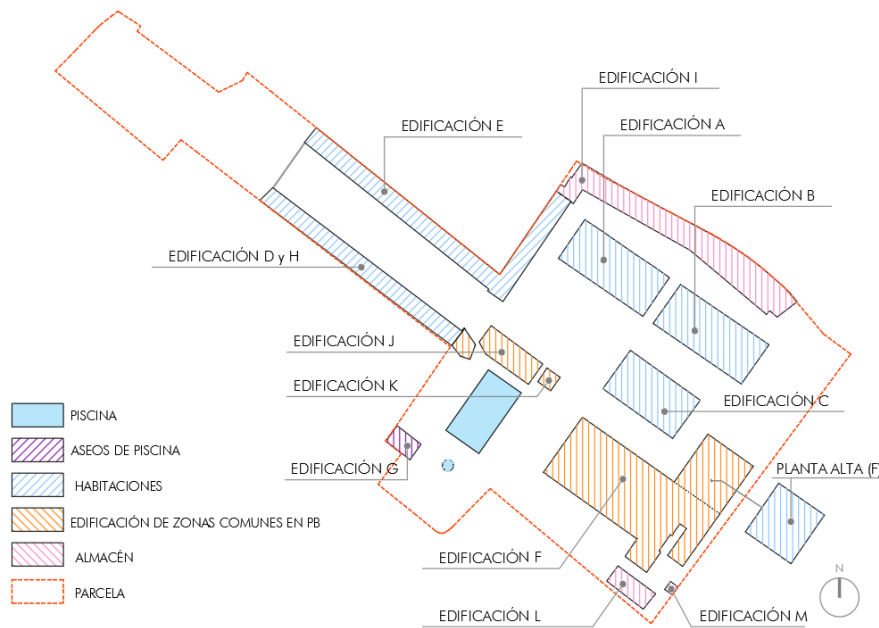 EDIFICACIÓN I
EDIFICACIÓN A
EDIFICACIÓN E
EDIFICACIÓN B
EDIFICACIÓN D y H
EDIFICACIÓN J
EDIFICACIÓN K
EDIFICACIÓN C
EDIFICACIÓN G
PLANTA ALTA (F)
EDIFICACIÓN F
EDIFICACIÓN L
EDIFICACIÓN M
PISCINA
ASEOS DE PISCINA
HABITACIONES
EDIFICACIÓN DE ZONAS COMUNES EN PB
ALMACÉN
PARCELA
N